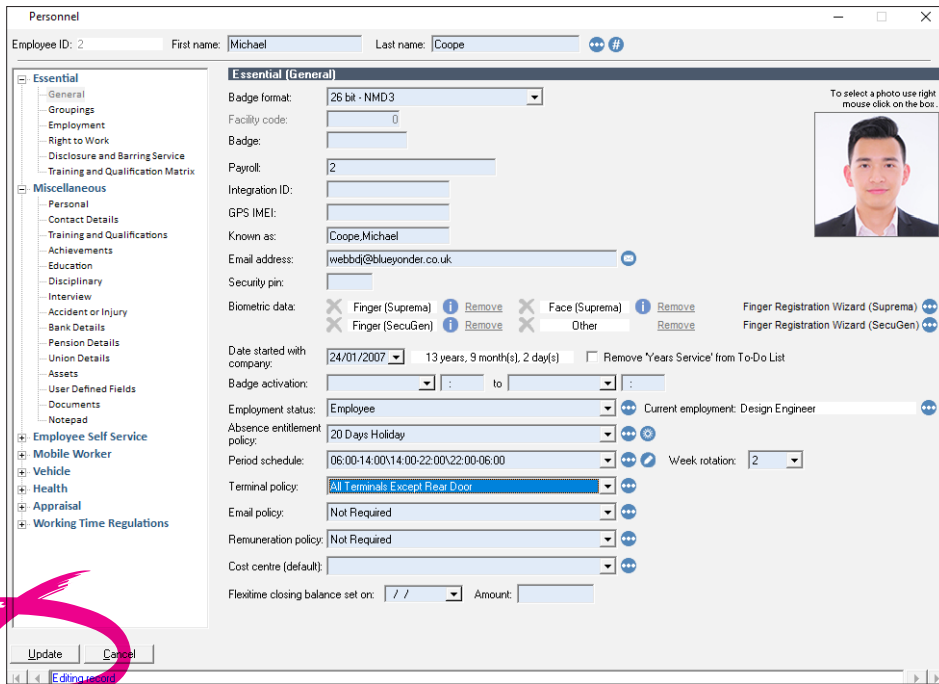 Personnel
Employee ID: 2 First name: Michael Last name: Coope
Essential
General
Groupings
Employment
Right to Work
Disclosure and Barring Service
Training and Qualification Matrix
Miscellaneous
Personal
Contact Details
Training and Qualifications
Achievements
Education
Disciplinary
Interview
Accident or Injury
Bank Details
Pension Details
Union Details
Assets
User Defined Fields
Documents
Notepad
Employee Self Service
Mobile Worker
Vehicle
Health
Appraisal
Working Time Regulations
Essential (General)
Badge format: 26 bit - NMD3
To select a photo use right
mouse click on the box.
Facility code: 0
Badge:
Payroll: 2
Integration ID:
GPS IMEI:
Known as: Coope,Michael
Email address: webbdj@blueyonder.co.uk
Security pin:
Biometric data: Finger (Suprema) Remove Face (Suprema) Remove Finger Registration Wizard (Suprema)
Finger (SecuGen) Remove Other Remove Finger Registration Wizard (SecuGen)
Date started with
company: 24/01/2007 13 years, 9 month(s), 2 day(s) Remove 'Years Service' from To-Do List
Badge activation: : to :
Employment status: Employee Current employment: Design Engineer
Absence entitlement
policy: 20 Days Holiday
Period schedule: 06:00-14:00\14:00-22:00\22:00-06:00 Week rotation: 2
Terminal policy: All Terminals Except Rear Door
Email policy: Not Required
Remuneration policy: Not Required
Cost centre (default):
Flexitime closing balance set on: / / Amount:
Update Cancel
Editing record